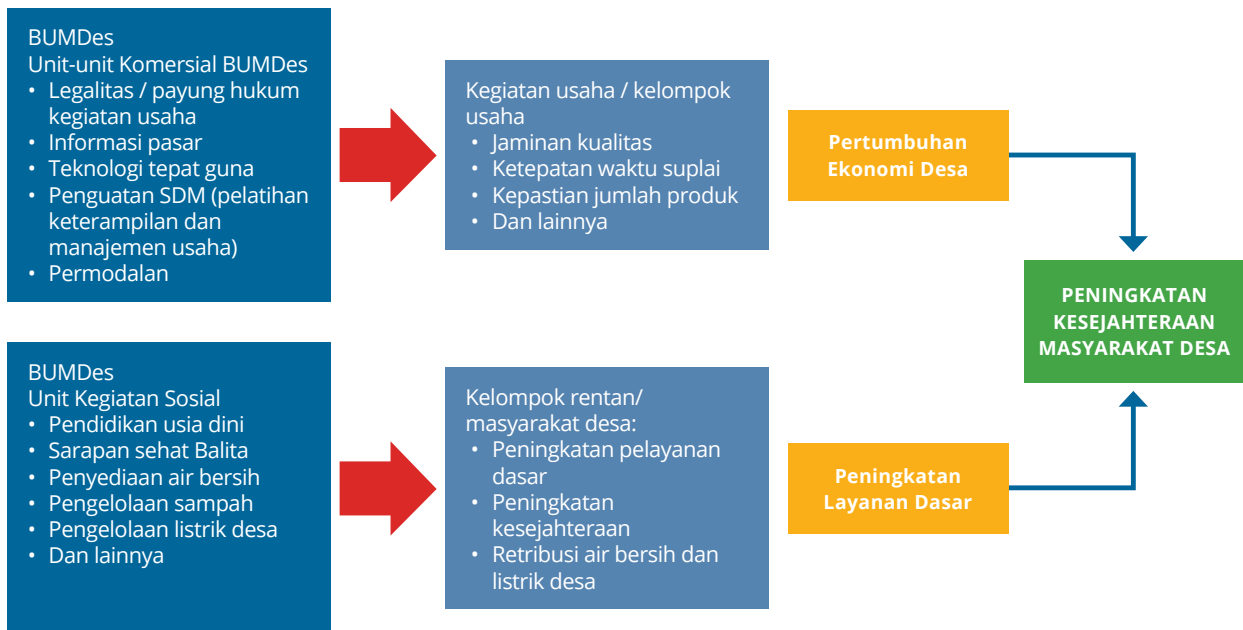 BUMDes
Unit-unit Komersial BUMDes
• Legalitas / payung hukum
kegiatan usaha
• Informasi pasar
• Teknologi tepat guna
• Penguatan SDM (pelatihan
keterampilan dan
manajemen usaha)
• Permodalan
Kegiatan usaha / kelompok
usaha
• Jaminan kualitas
• Ketepatan waktu suplai
• Kepastian jumlah produk
• Dan lainnya
Pertumbuhan
Ekonomi Desa
PENINGKATAN
KESEJAHTERAAN
MASYARAKAT DESA
BUMDes
Unit Kegiatan Sosial
• Pendidikan usia dini
• Sarapan sehat Balita
• Penyediaan air bersih
• Pengelolaan sampah
• Pengelolaan listrik desa
• Dan lainnya
Kelompok rentan/
masyarakat desa:
• Peningkatan pelayanan
dasar
• Peningkatan
kesejahteraan
• Retribusi air bersih dan
listrik desa
Peningkatan
Layanan Dasar